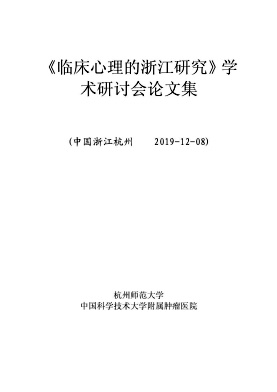 《临床心理的浙江研究》学
术研讨会论文集
(中国浙江杭州 2019-12-08)
杭州师范大学
中国科学技术大学附属肿瘤医院